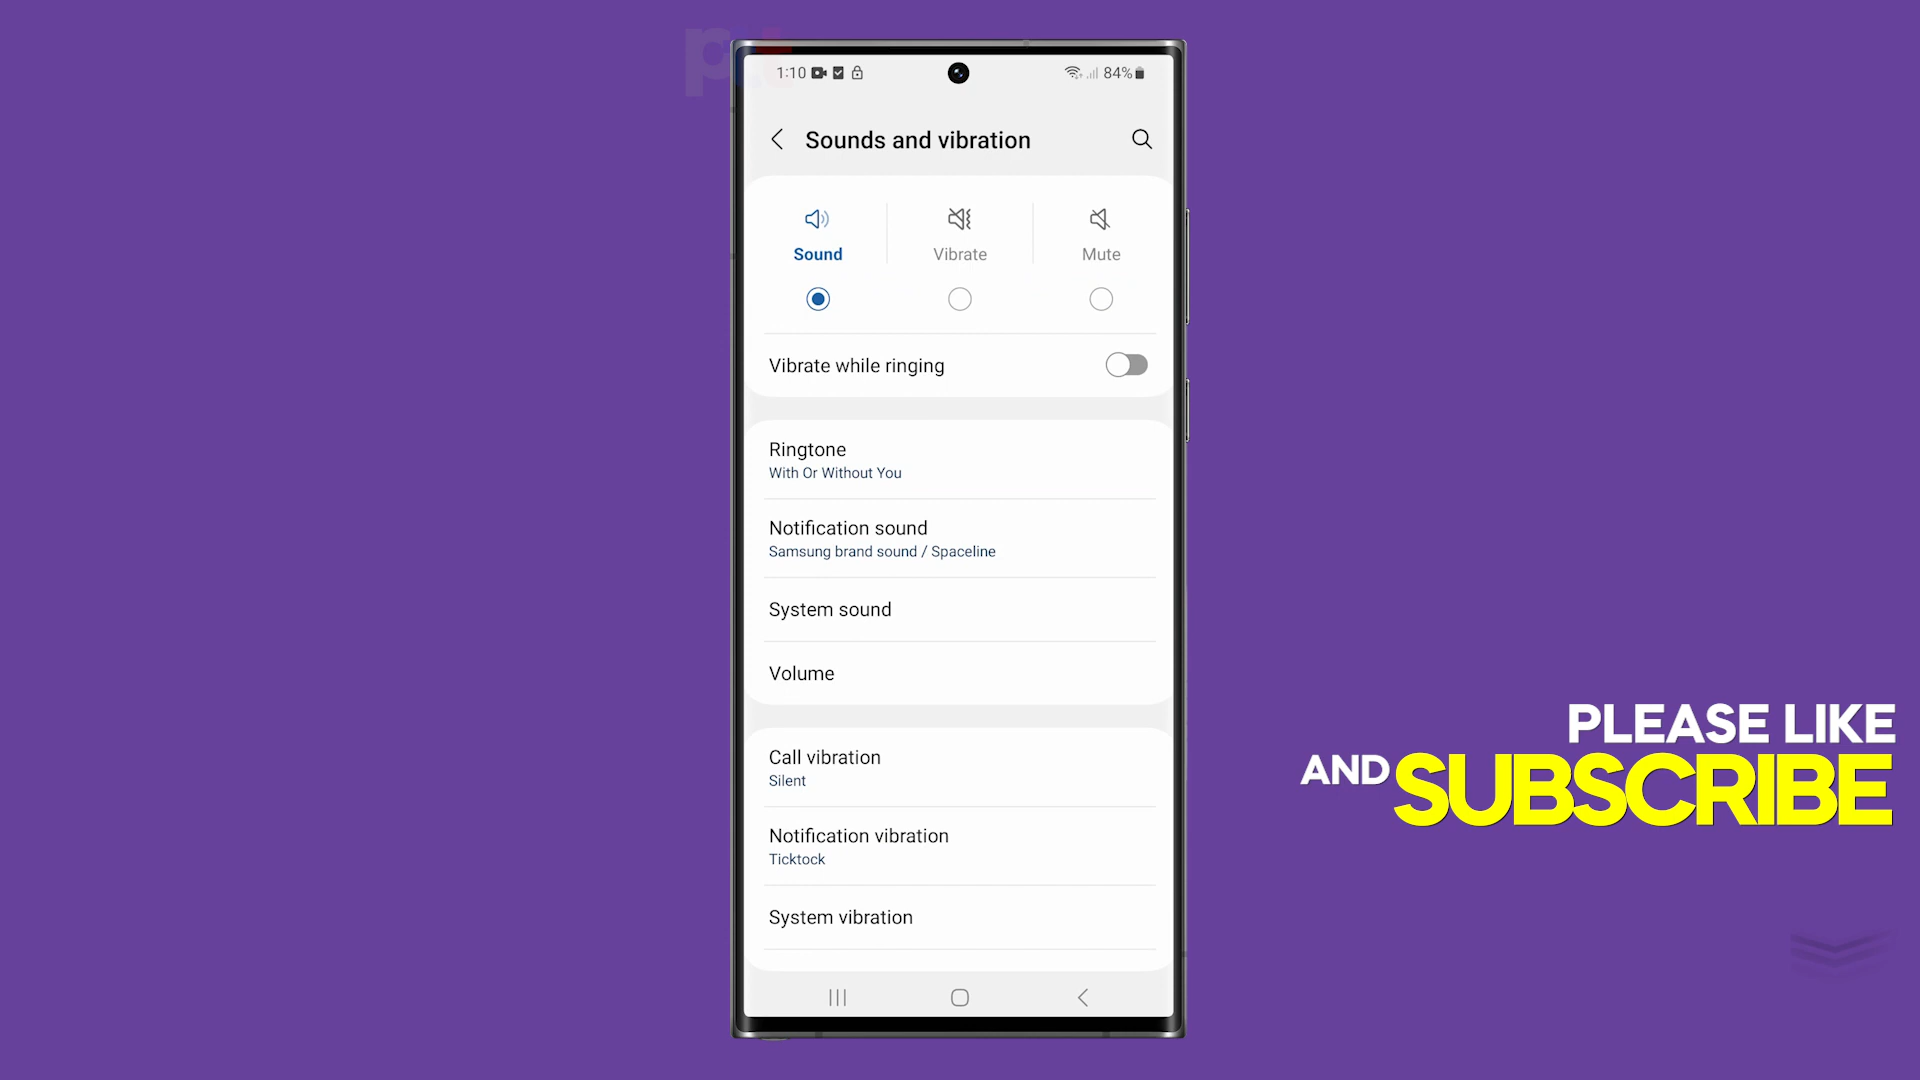 1:10 84%
Sounds and vibration
Sound Vibrate Mute
Vibrate while ringing
Ringtone
With Or Without You
Notification sound
Samsung brand sound / Spaceline
System sound
Volume
Call vibration
Silent
Notification vibration
Ticktock
System vibration
PLEASE LIKE
AND SUBSCRIBE